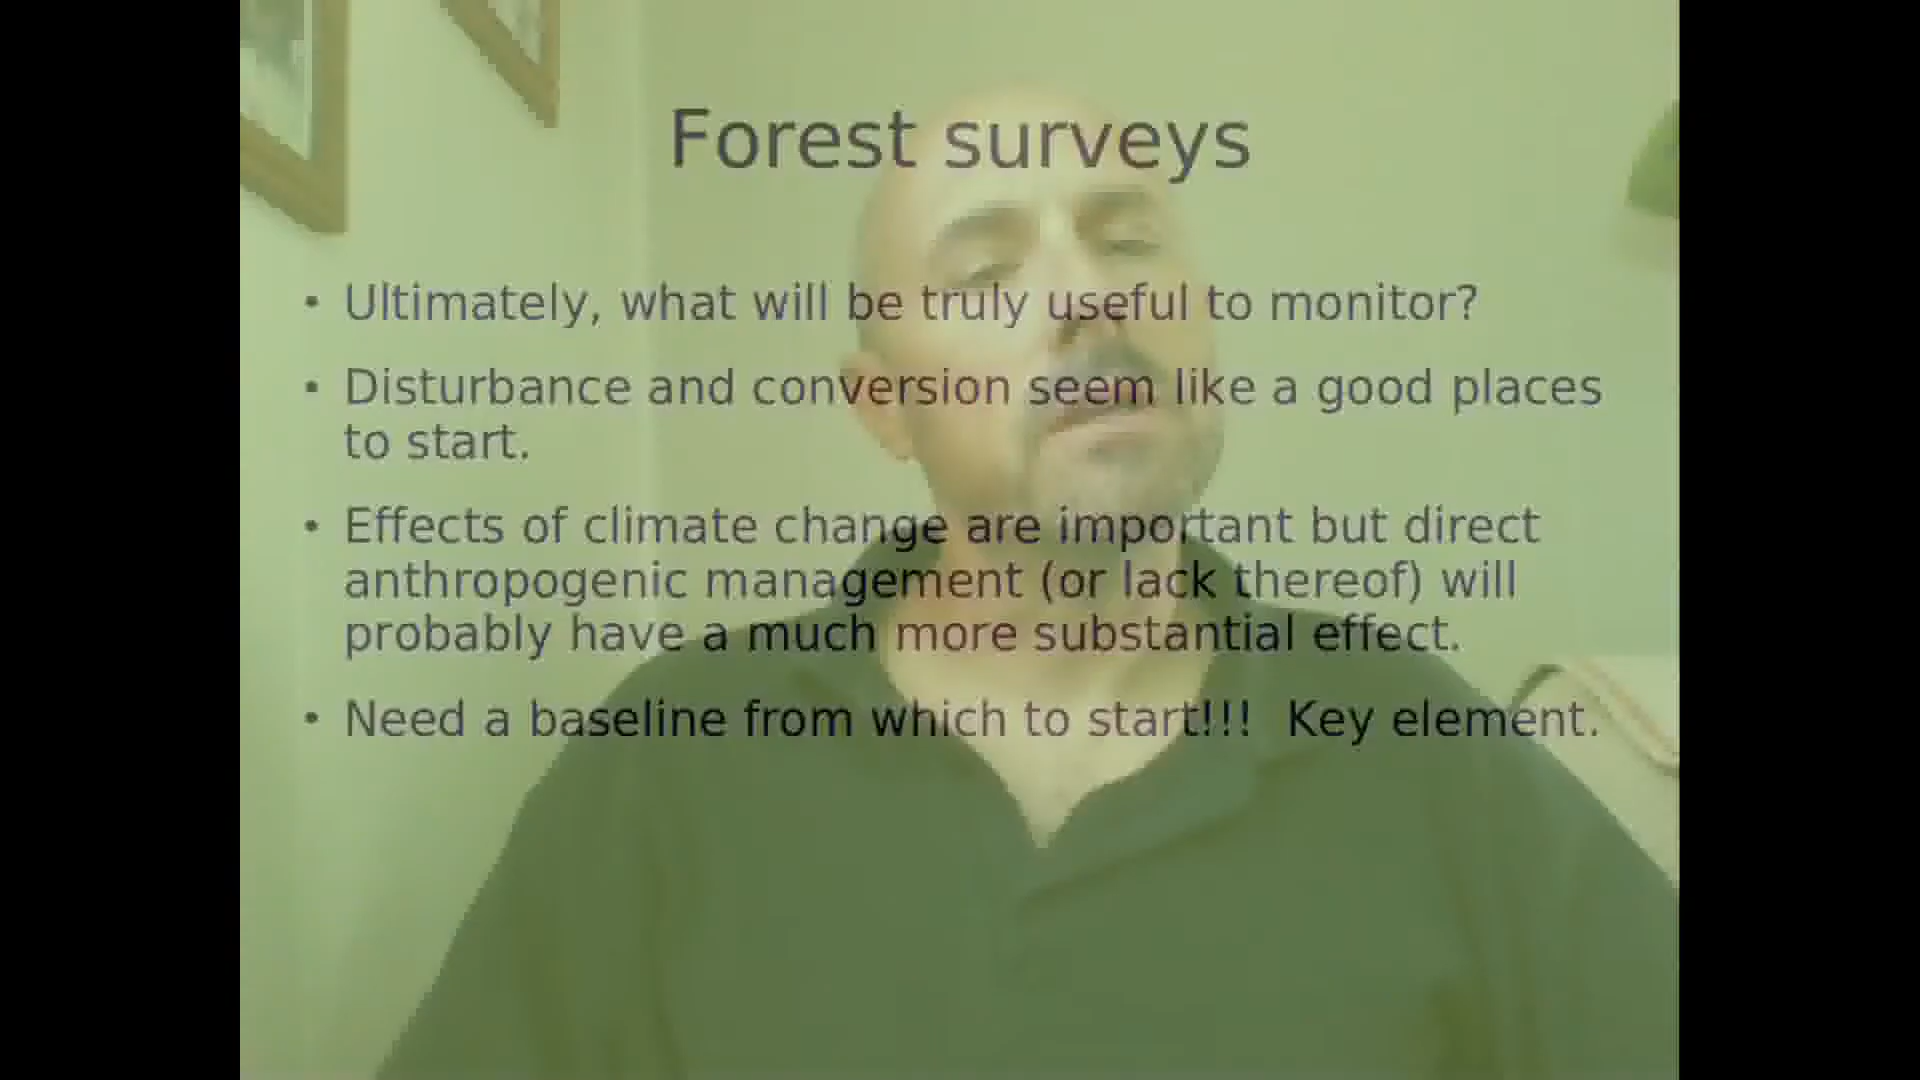 Forest surveys
• Ultimately, what will be truly useful to monitor?
• Disturbance and conversion seem like a good places
to start.
• Effects of climate change are important but direct
anthropogenic management (or lack thereof) will
probably have a much more substantial effect.
• Need a baseline from which to start!!!  Key element.